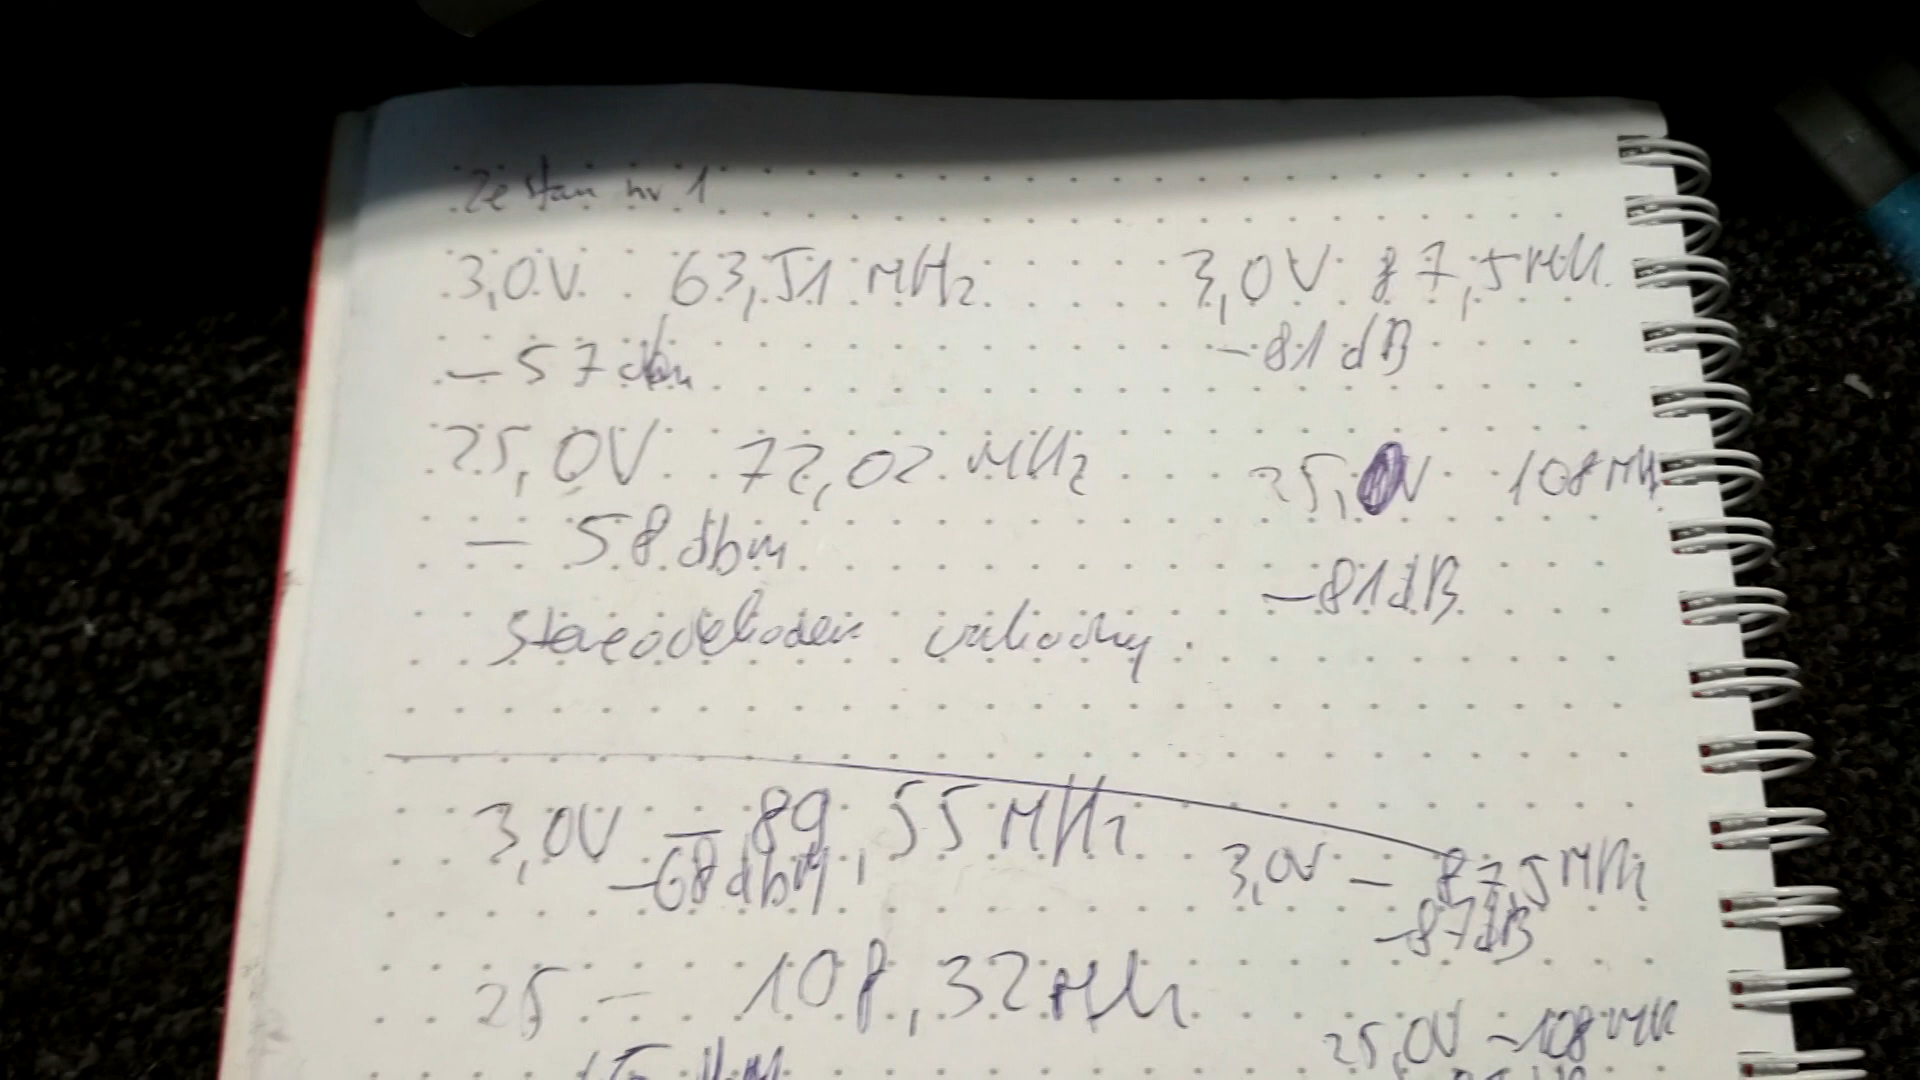 Zestaw nr 1
3,0V 63,51 MHz
-57 dbm
25,0V 72,02 MHz
- 58 dbm
3,0V 87,5 MHz
-81 dB
25,0V 108 MH
-81 dB
Stereodekoder
3,0V - 89,55 MHz
-68 dbm
25 - 108,32 MHz
3,0V - 87,5 MHz
-87 dB
25,0V - 108 MHz